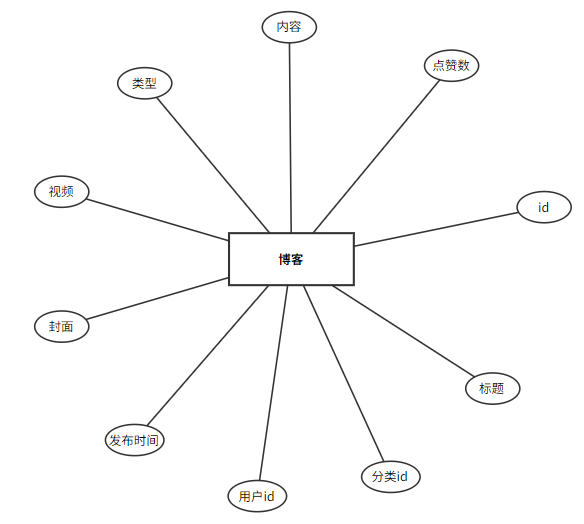 内容
点赞数
类型
视频
id
博客
封面
标题
发布时间
分类id
用户id